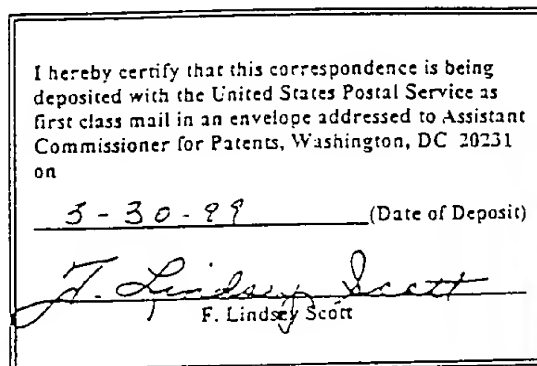 I hereby certify that this correspondence is being
deposited with the United States Postal Service as
first class mail in an envelope addressed to Assistant
Commissioner for Patents, Washington, DC 20231
on
3-30-99 (Date of Deposit)
F. Lindsey Scott
F. Lindsey Scott